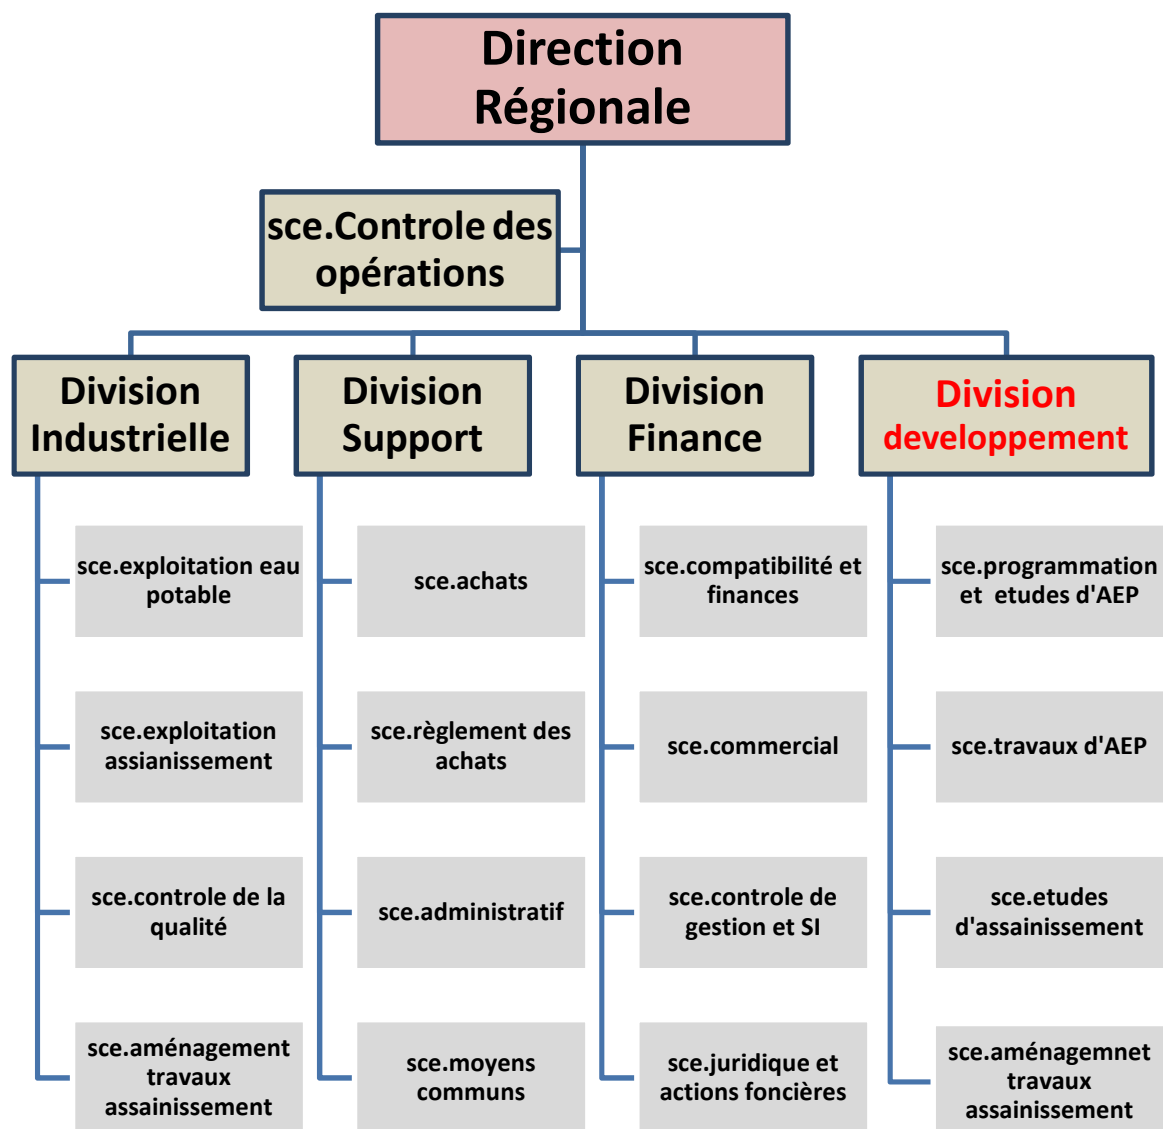 Direction
Régionale
sce.Controle des
opérations
Division
Industrielle
Division
Support
Division
Finance
Division
developpement
sce.exploitation eau
potable
sce.achats
sce.compatibilité et
finances
sce.programmation
et etudes d'AEP
sce.exploitation
assianissement
sce.règlement des
achats
sce.commercial
sce.travaux d'AEP
sce.controle de la
qualité
sce.administratif
sce.controle de
gestion et SI
sce.etudes
d'assainissement
sce.aménagement
travaux
assainissement
sce.moyens
communs
sce.juridique et
actions foncières
sce.aménagemnet
travaux
assainissement